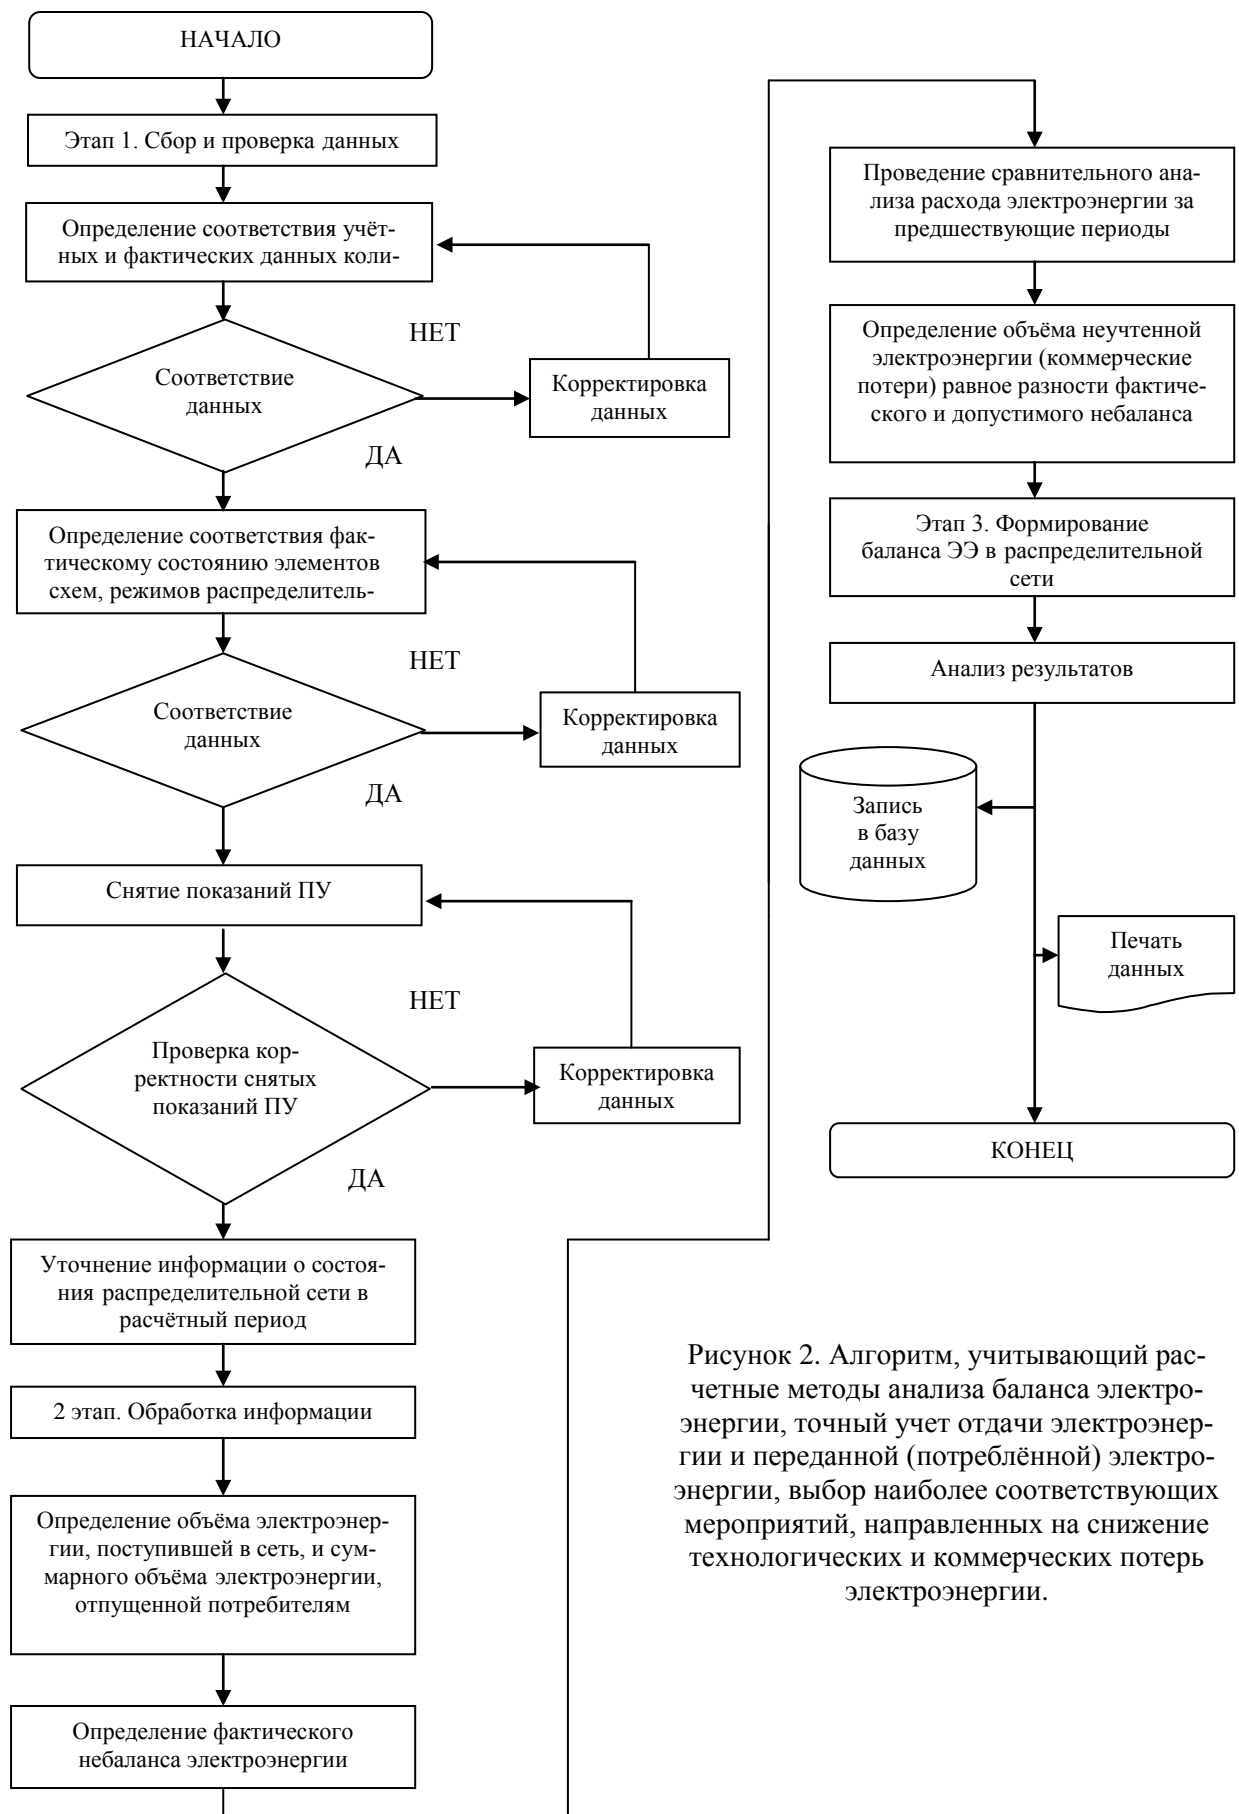 НАЧАЛО
Этап 1. Сбор и проверка данных
Определение соответствия учёт-
ных и фактических данных коли-
НЕТ
Соответствие
данных
Корректировка
данных
ДА
Определение соответствия фак-
тическому состоянию элементов
схем, режимов распределитель-
НЕТ
Соответствие
данных
Корректировка
данных
ДА
Снятие показаний ПУ
НЕТ
Проверка кор-
ректности снятых
показаний ПУ
Корректировка
данных
ДА
Уточнение информации о состоя-
ния распределительной сети в
расчётный период
2 этап. Обработка информации
Определение объёма электроэнер-
гии, поступившей в сеть, и сум-
марного объёма электроэнергии,
отпущенной потребителям
Определение фактического
небаланса электроэнергии
Проведение сравнительного ана-
лиза расхода электроэнергии за
предшествующие периоды
Определение объёма неучтенной
электроэнергии (коммерческие
потери) равное разности фактиче-
ского и допустимого небаланса
Этап 3. Формирование
баланса ЭЭ в распределительной
сети
Анализ результатов
Запись
в базу
данных
Печать
данных
КОНЕЦ
Рисунок 2. Алгоритм, учитывающий рас-
четные методы анализа баланса электро-
энергии, точный учет отдачи электроэнер-
гии и переданной (потреблённой) электро-
энергии, выбор наиболее соответствующих
мероприятий, направленных на снижение
технологических и коммерческих потерь
электроэнергии.